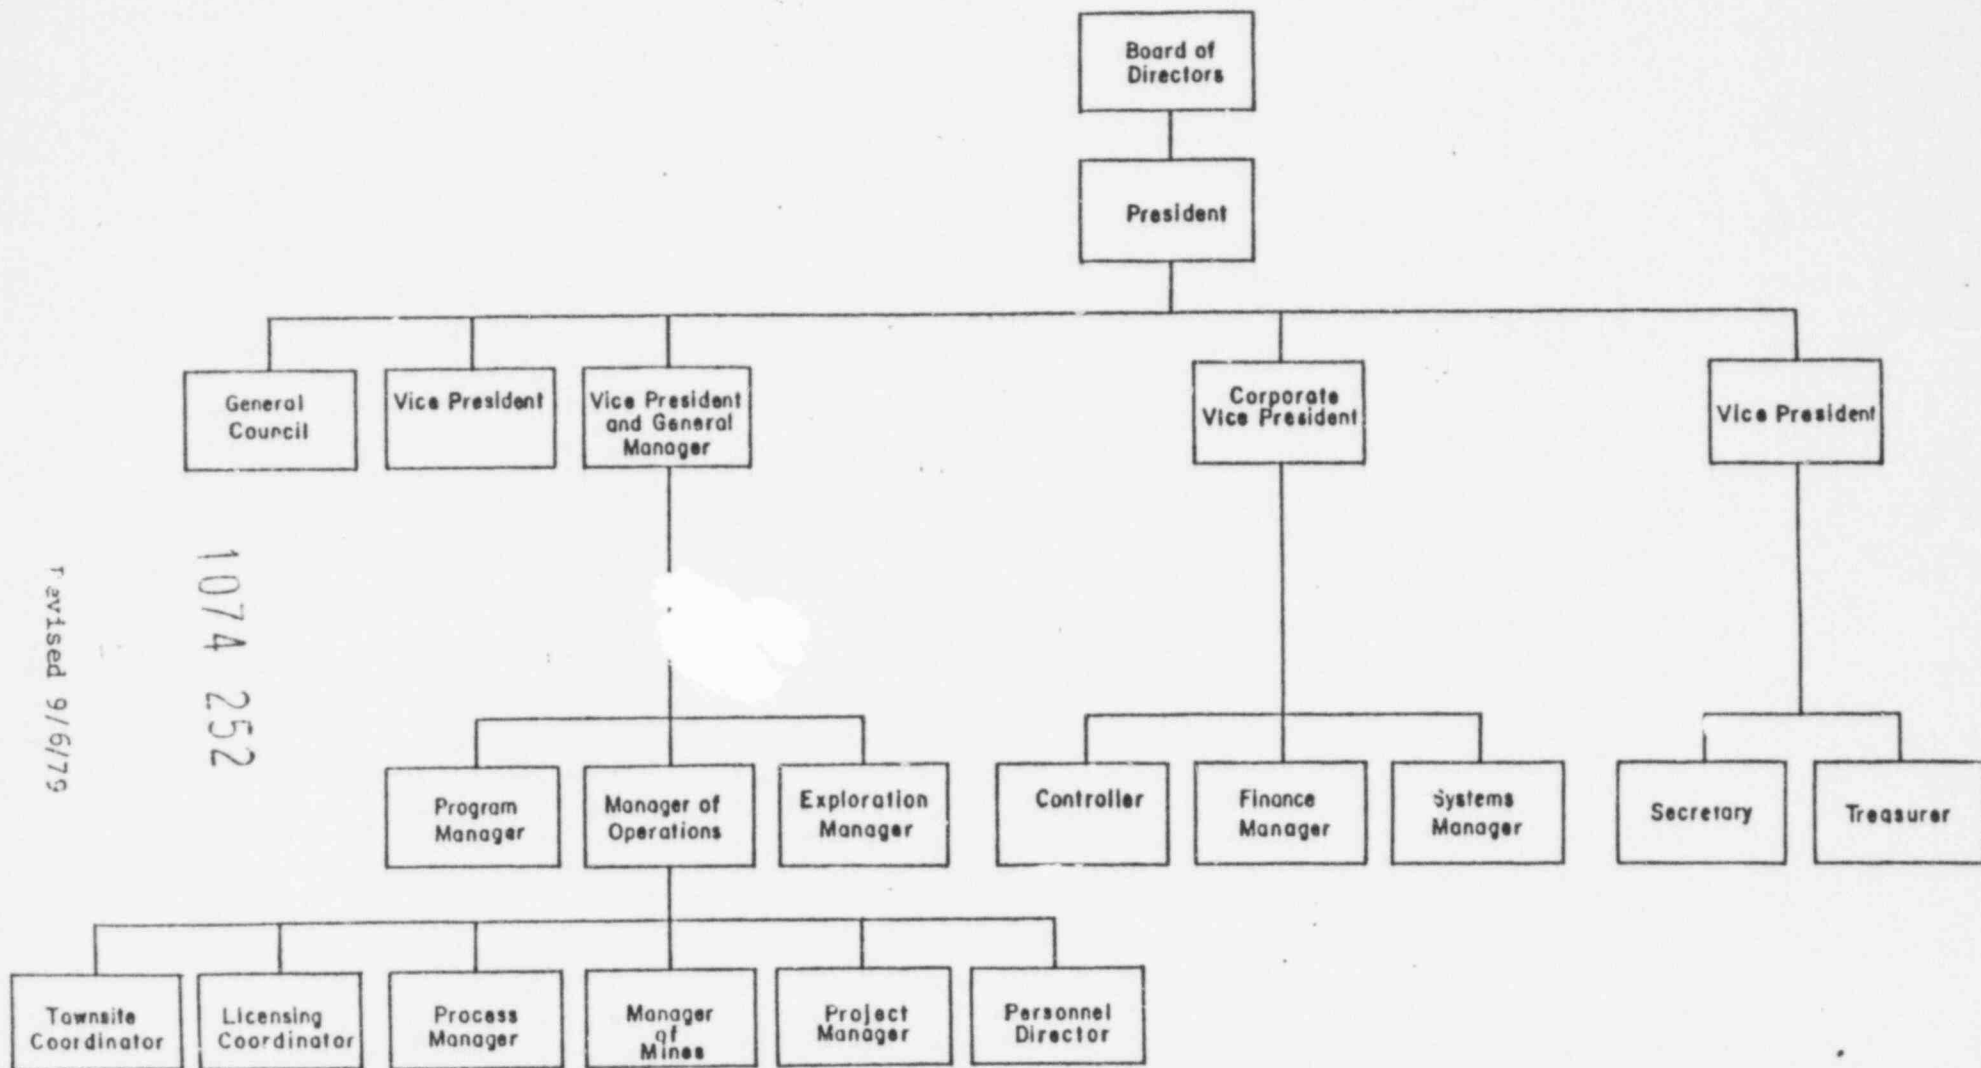 Board of
Directors
President
General
Council
Vice President
Vice President
and General
Manager
Corporate
Vice President
Vice President
1074 252
revised 9/6/79
Program
Manager
Manager of
Operations
Exploration
Manager
Controller
Finance
Manager
Systems
Manager
Secretary
Treasurer
Townsite
Coordinator
Licensing
Coordinator
Process
Manager
Manager
of
Mines
Project
Manager
Personnel
Director